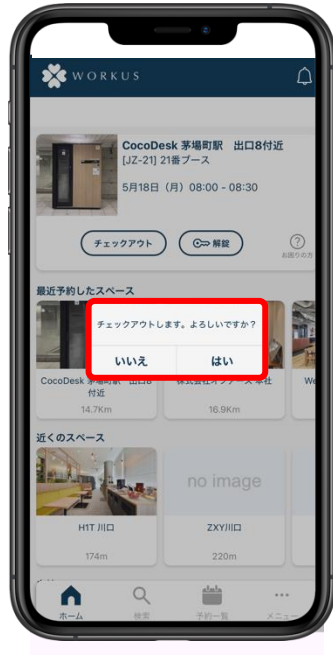 WORKUS
CocoDesk 茅場町駅　出口8付近
[JZ-21] 21番ブース
5月18日（月）08:00 - 08:30
チェックアウト
解錠
お困りの方
最近予約したスペース
チェックアウトします。よろしいですか？
いいえ
はい
CocoDesk 茅場町駅　出口8
付近
14.7Km
16.9Km
We
近くのスペース
no image
H1T 川口
ZXY川口
174m
220m
ホーム
検索
予約一覧
メニュー